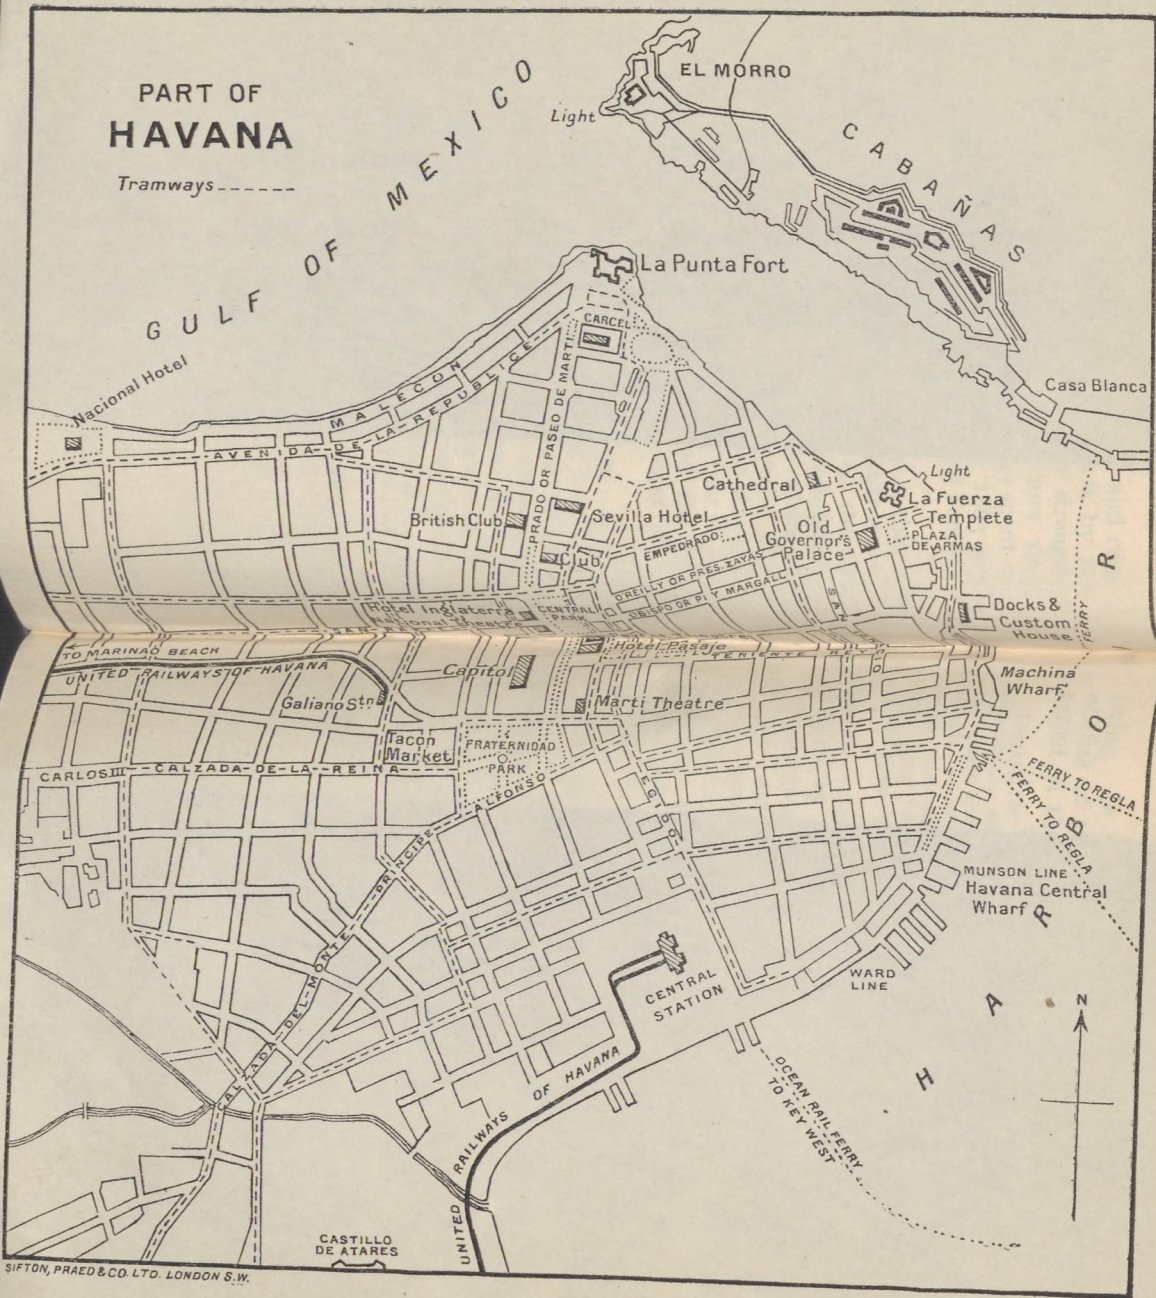 PART OF
HAVANA
Tramways
GULF OF MEXICO
EL MORRO
Light
CABAÑAS
La Punta Fort
CARCEL
Nacional Hotel
MALECON
AVENIDA-DE-LA-REPUBLICE
PRADO OR PASEO DE MARTI
Casa Blanca
Cathedral
Light
La Fuerza
Templete
British Club
Sevilla Hotel
Old
Governor's
Palace
PLAZA
DE ARMAS
EMPEDRADO
Club
O'REILLY OR PRES. ZAYAS
OBISPO OR PI Y MARGALL
Hotel Inglaterra
National Theatre
CENTRAL
PARK
SAN
Docks &
Custom
House
FERRY
TO MARINAO BEACH
UNITED RAILWAYS OF HAVANA
Hotel Pasaje
TENIENTE
Capitol
Machina
Wharf
Galiano Stn
Marti Theatre
Tacon
Market
FRATERNIDAD
PARK
CARLOS III
CALZADA-DE-LA-REINA
EGIDO
FERRY TO REGLA
FERRY TO REGLA
CALZADA DEL-MONTE PRINCIPE ALFONSO
MUNSON LINE
Havana Central
Wharf
HARBOR
WARD
LINE
CENTRAL
STATION
N
UNITED RAILWAYS OF HAVANA
OCEAN RAIL FERRY
TO KEY WEST
CASTILLO
DE ATARES
SIFTON, PRAED & CO. LTD. LONDON S.W.